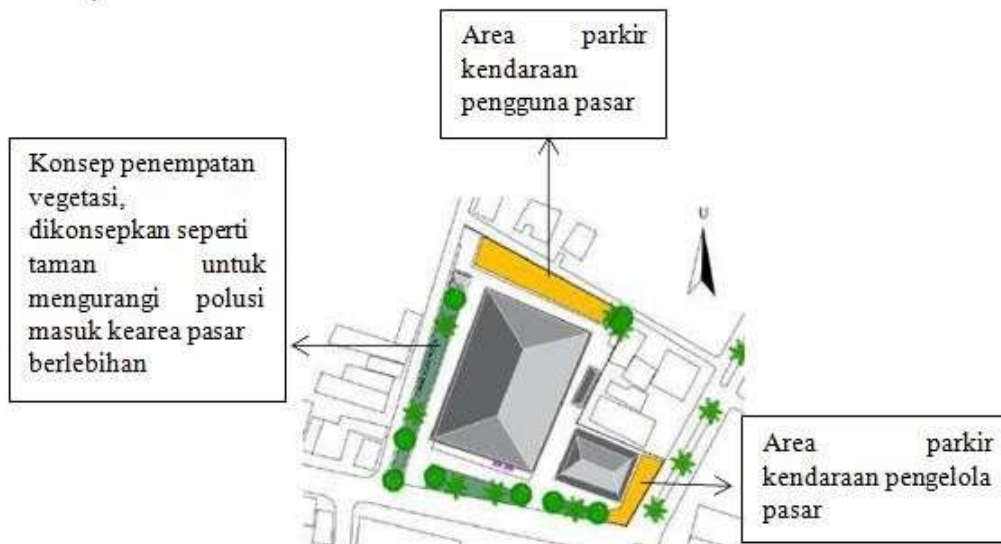 Area parkir
kendaraan
pengguna pasar
Konsep penempatan
vegetasi,
dikonsepkan seperti
taman untuk
mengurangi polusi
masuk kearea pasar
berlebihan
U
Area parkir
kendaraan pengelola
pasar